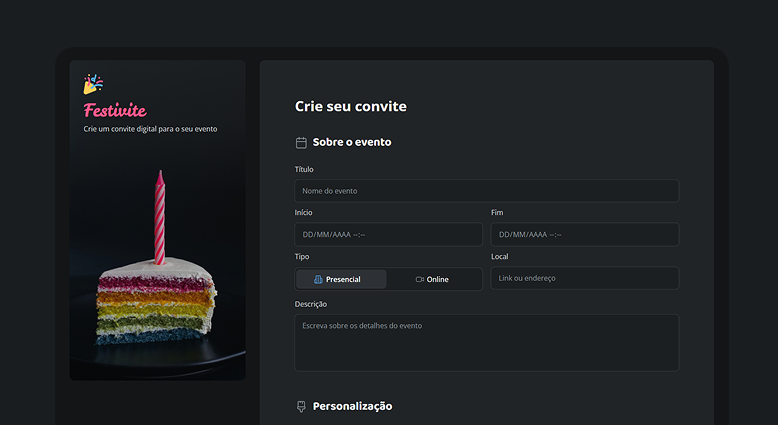 Festivite
Crie um convite digital para o seu evento
Crie seu convite
Sobre o evento
Título
Nome do evento
Início
Fim
DD/MM/AAAA --:--
DD/MM/AAAA --:--
Tipo
Local
Presencial
Online
Link ou endereço
Descrição
Escreva sobre os detalhes do evento
Personalização